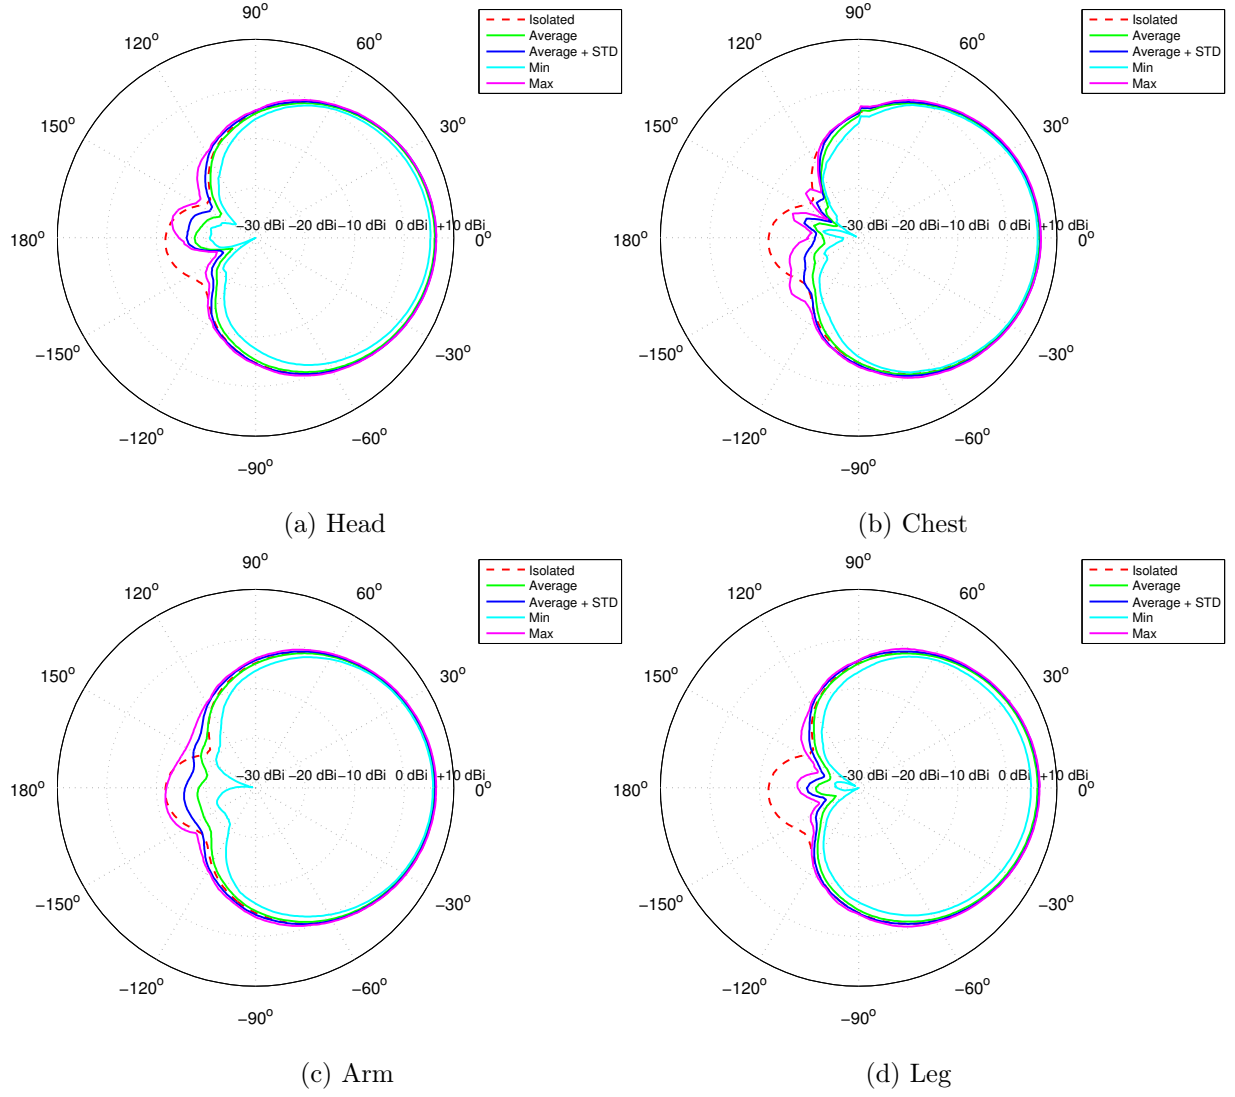 90° 90°
Isolated Isolated
Average Average
120° 60° 120° 60°
Average + STD Average + STD
Min Min
Max Max
150° 30° 150° 30°
−30 dBi −20 dBi −10 dBi 0 dBi +10 dBi −30 dBi −20 dBi −10 dBi 0 dBi +10 dBi
180° 0° 180° 0°
−150° −30° −150° −30°
−120° −60° −120° −60°
−90° −90°
(a) Head (b) Chest
90° 90°
Isolated Isolated
Average Average
120° 60° 120° 60°
Average + STD Average + STD
Min Min
Max Max
150° 30° 150° 30°
−30 dBi −20 dBi −10 dBi 0 dBi +10 dBi −30 dBi −20 dBi −10 dBi 0 dBi +10 dBi
180° 0° 180° 0°
−150° −30° −150° −30°
−120° −60° −120° −60°
−90° −90°
(c) Arm (d) Leg